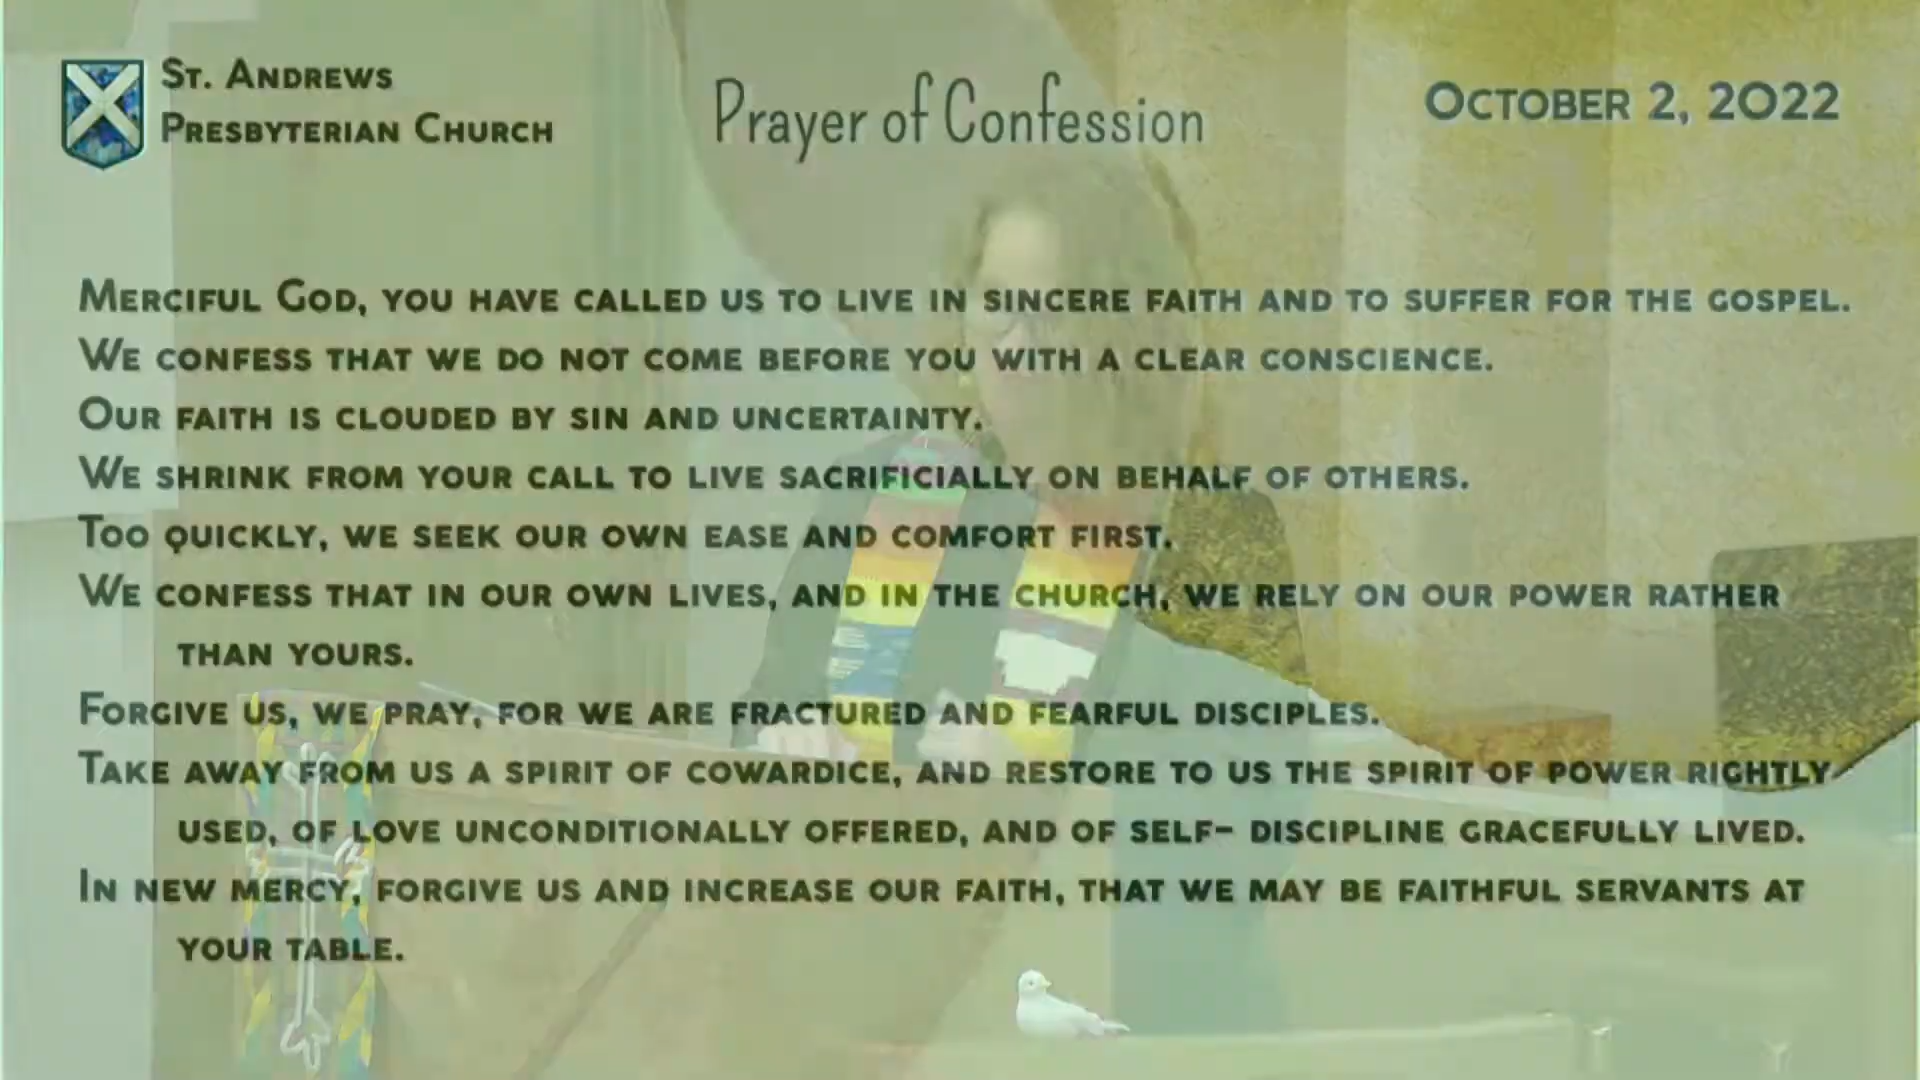 St. Andrews
Presbyterian Church
Prayer of Confession
October 2, 2022
Merciful God, you have called us to live in sincere faith and to suffer for the gospel.
We confess that we do not come before you with a clear conscience.
Our faith is clouded by sin and uncertainty.
We shrink from your call to live sacrificially on behalf of others.
Too quickly, we seek our own ease and comfort first.
We confess that in our own lives, and in the church, we rely on our power rather
than yours.
Forgive us, we pray, for we are fractured and fearful disciples.
Take away from us a spirit of cowardice, and restore to us the spirit of power rightly
used, of love unconditionally offered, and of self- discipline gracefully lived.
In new mercy, forgive us and increase our faith, that we may be faithful servants at
your table.